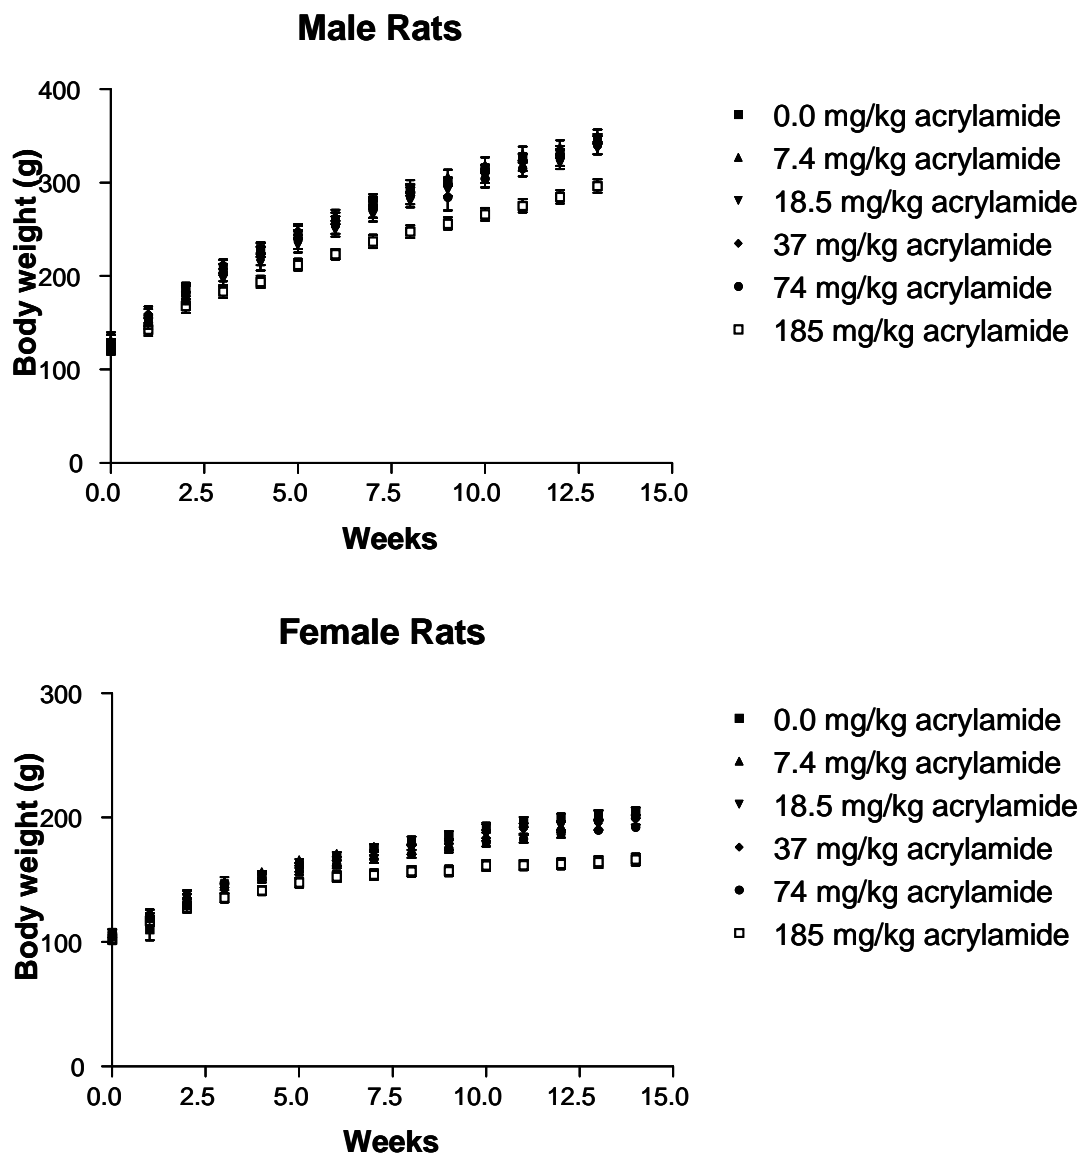 Male Rats
400
300
200
100
0
Body weight (g)
0.0 2.5 5.0 7.5 10.0 12.5 15.0
Weeks
0.0 mg/kg acrylamide
7.4 mg/kg acrylamide
18.5 mg/kg acrylamide
37 mg/kg acrylamide
74 mg/kg acrylamide
185 mg/kg acrylamide
Female Rats
300
200
100
0
Body weight (g)
0.0 2.5 5.0 7.5 10.0 12.5 15.0
Weeks
0.0 mg/kg acrylamide
7.4 mg/kg acrylamide
18.5 mg/kg acrylamide
37 mg/kg acrylamide
74 mg/kg acrylamide
185 mg/kg acrylamide